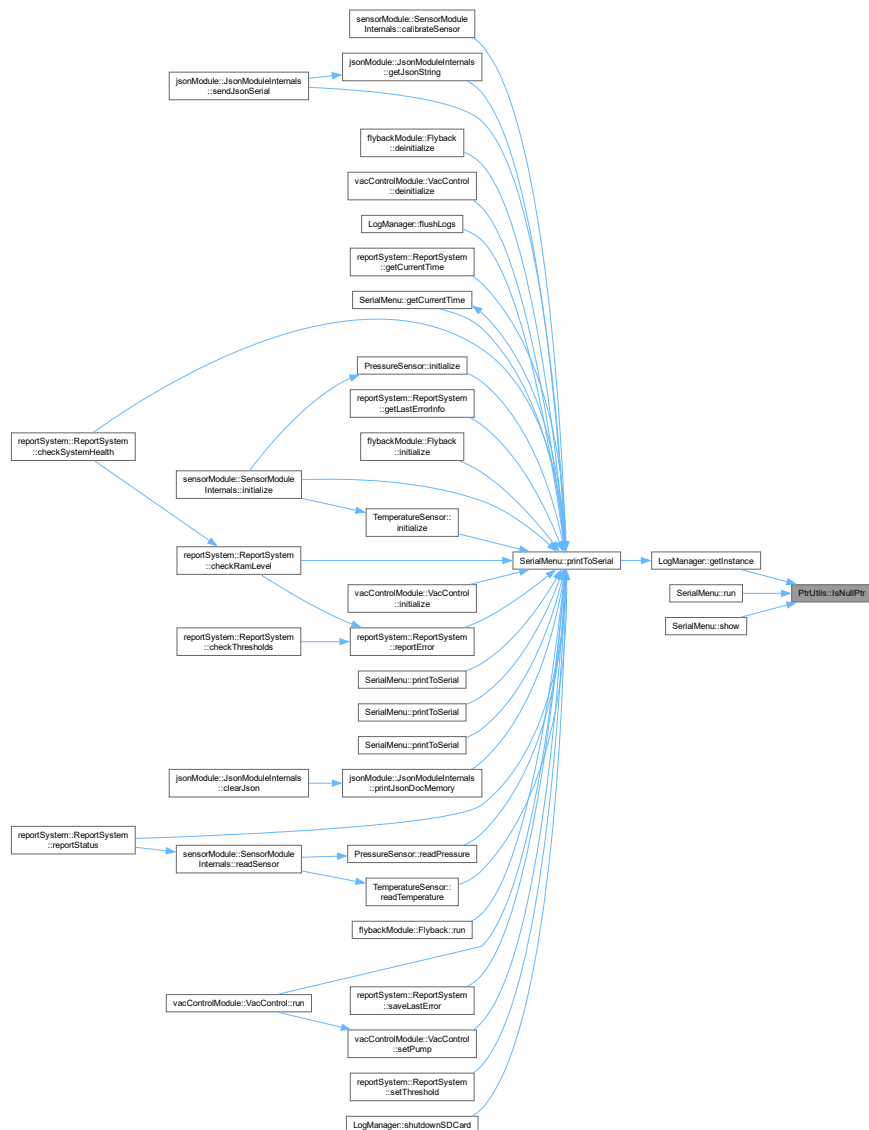 sensorModule::SensorModule
Internals::calibrateSensor
jsonModule::JsonModuleInternals
::getJsonString
jsonModule::JsonModuleInternals
::sendJsonSerial
flybackModule::Flyback
::deinitialize
vacControlModule::VacControl
::deinitialize
LogManager::flushLogs
reportSystem::ReportSystem
::getCurrentTime
SerialMenu::getCurrentTime
PressureSensor::initialize
reportSystem::ReportSystem
::getLastErrorInfo
reportSystem::ReportSystem
::checkSystemHealth
flybackModule::Flyback
::initialize
sensorModule::SensorModule
Internals::initialize
TemperatureSensor::
initialize
reportSystem::ReportSystem
::checkRamLevel
SerialMenu::printToSerial
LogManager::getInstance
PtrUtils::IsNullPtr
SerialMenu::run
SerialMenu::show
vacControlModule::VacControl
::initialize
reportSystem::ReportSystem
::checkThresholds
reportSystem::ReportSystem
::reportError
SerialMenu::printToSerial
SerialMenu::printToSerial
SerialMenu::printToSerial
jsonModule::JsonModuleInternals
::clearJson
jsonModule::JsonModuleInternals
::printJsonDocMemory
reportSystem::ReportSystem
::reportStatus
sensorModule::SensorModule
Internals::readSensor
PressureSensor::readPressure
TemperatureSensor::
readTemperature
flybackModule::Flyback::run
vacControlModule::VacControl::run
reportSystem::ReportSystem
::saveLastError
vacControlModule::VacControl
::setPump
reportSystem::ReportSystem
::setThreshold
LogManager::shutdownSDCard